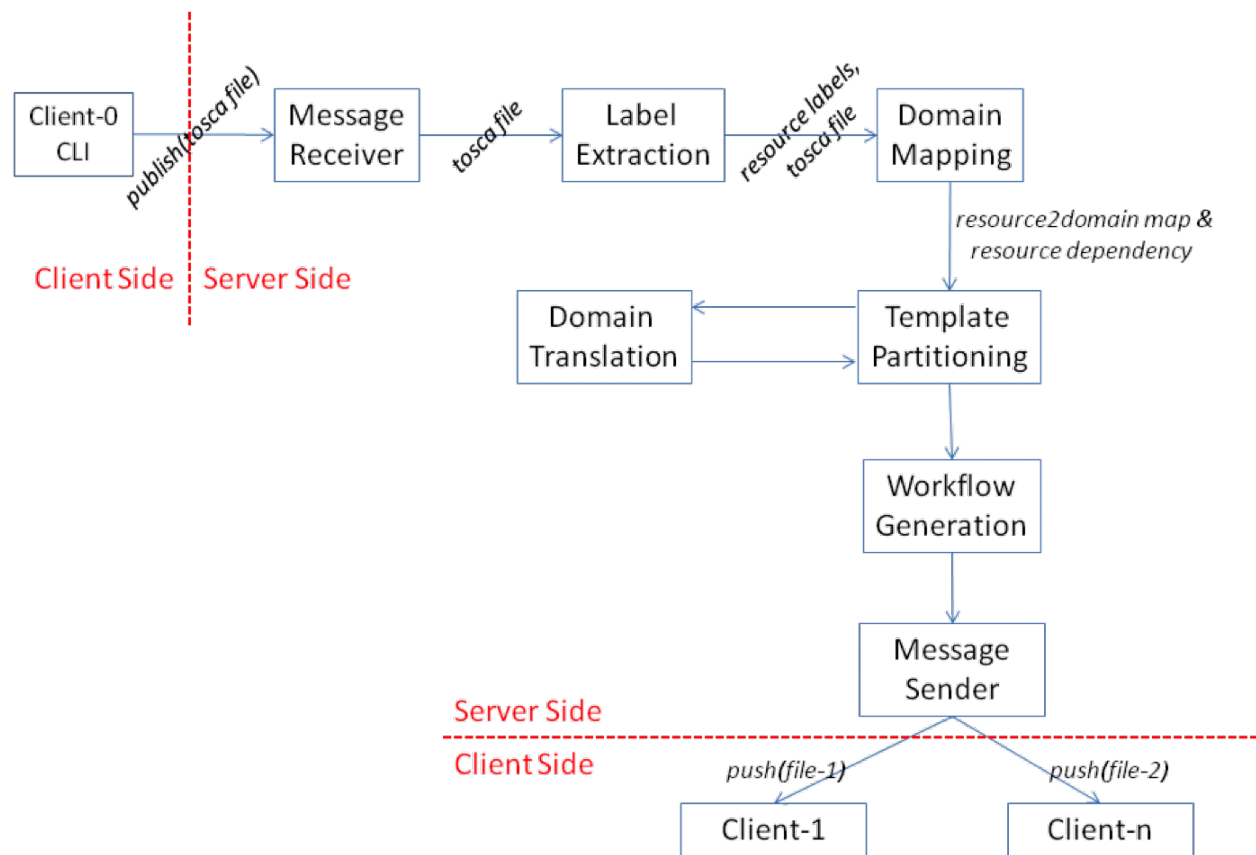 Client-0
CLI
publish(tosca file)
Message
Receiver
tosca file
Label
Extraction
resource labels,
tosca file
Domain
Mapping
resource2domain map &
resource dependency
Client Side
Server Side
Domain
Translation
Template
Partitioning
Workflow
Generation
Message
Sender
Server Side
Client Side
push(file-1)
push(file-2)
Client-1
Client-n